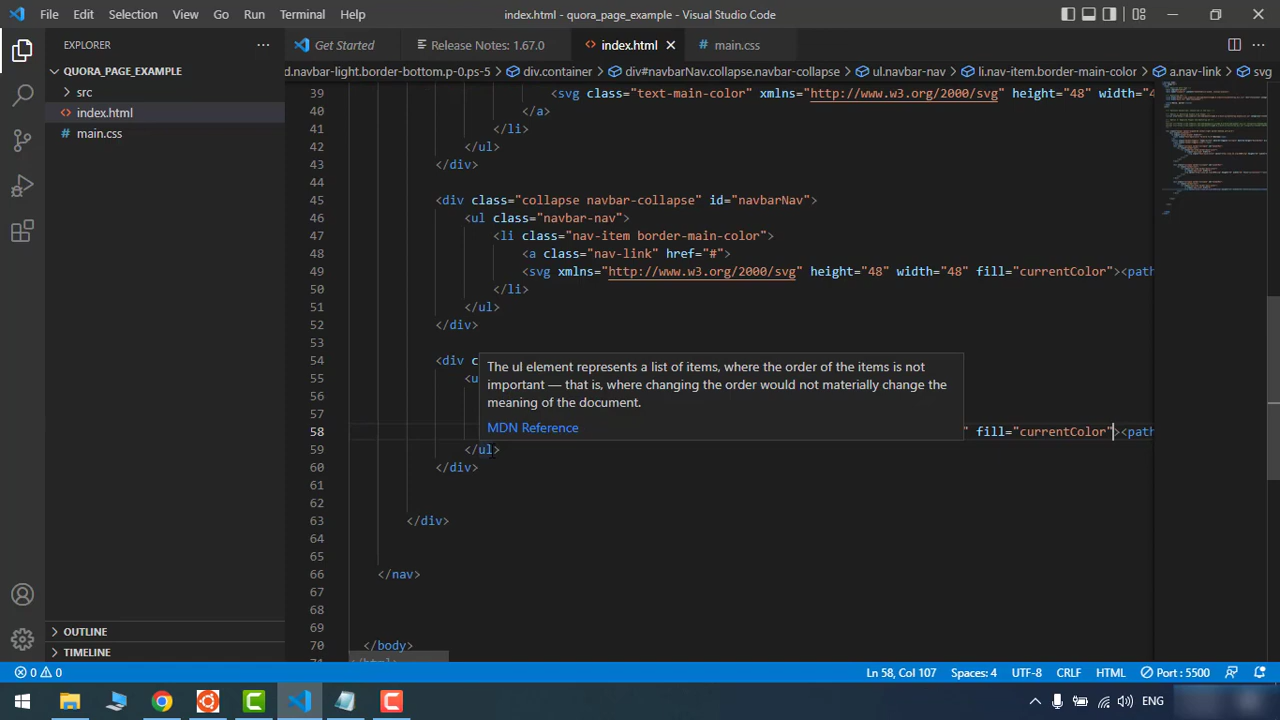 File Edit Selection View Go Run Terminal Help index.html - quora_page_example - Visual Studio Code
EXPLORER
Get Started Release Notes: 1.67.0 <> index.html main.css
QUORA_PAGE_EXAMPLE
src
<> index.html
main.css
d.navbar-light.border-bottom.p-0.ps-5 > div.container > div#navbarNav.collapse.navbar-collapse > ul.navbar-nav > li.nav-item.border-main-color > a.nav-link > svg
39 <svg class="text-main-color" xmlns="http://www.w3.org/2000/svg" height="48" width="4
40 </a>
41 </li>
42 </ul>
43 </div>
44
45 <div class="collapse navbar-collapse" id="navbarNav">
46 <ul class="navbar-nav">
47 <li class="nav-item border-main-color">
48 <a class="nav-link" href="#">
49 <svg xmlns="http://www.w3.org/2000/svg" height="48" width="48" fill="currentColor"><path
50 </li>
51 </ul>
52 </div>
53
54 <div c
55 <u
56
57
58 " fill="currentColor"><path
59 </ul>
60 </div>
61
62
63 </div>
64
65
66 </nav>
67
68
69
70 </body>
The ul element represents a list of items, where the order of the items is not
important — that is, where changing the order would not materially change the
meaning of the document.
MDN Reference
OUTLINE
TIMELINE
0 0 Ln 58, Col 107 Spaces: 4 UTF-8 CRLF HTML Port : 5500
ENG